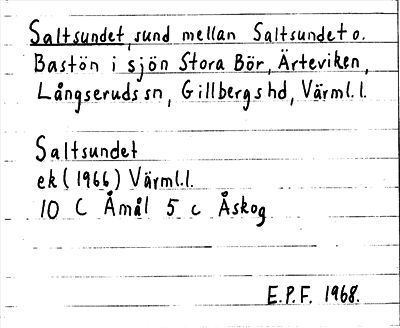 Saltsundet, sund mellan Saltsundet o.
Bastön i sjön Stora Bör, Ärteviken,
Långseruds sn, Gillbergs hd, Värml. l.
Saltsundet
ek (1966) Värml. l.
10 C Åmål 5 c Åskog
E.P.F. 1968.